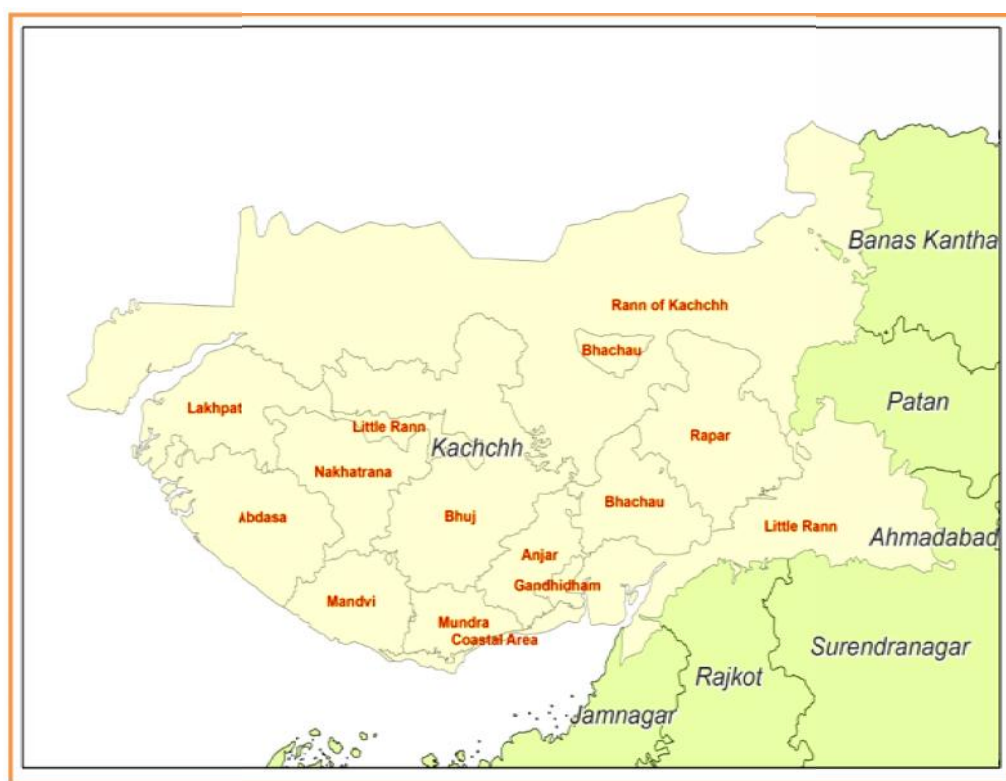 Banas Kantha
Rann of Kachchh
Bhachau
Patan
Lakhpat
Little Rann
Kachchh
Rapar
Nakhatrana
Bhachau
Abdasa
Bhuj
Little Rann
Ahmadabad
Anjar
Gandhidham
Mandvi
Mundra
Coastal Area
Surendranagar
Rajkot
Jamnagar